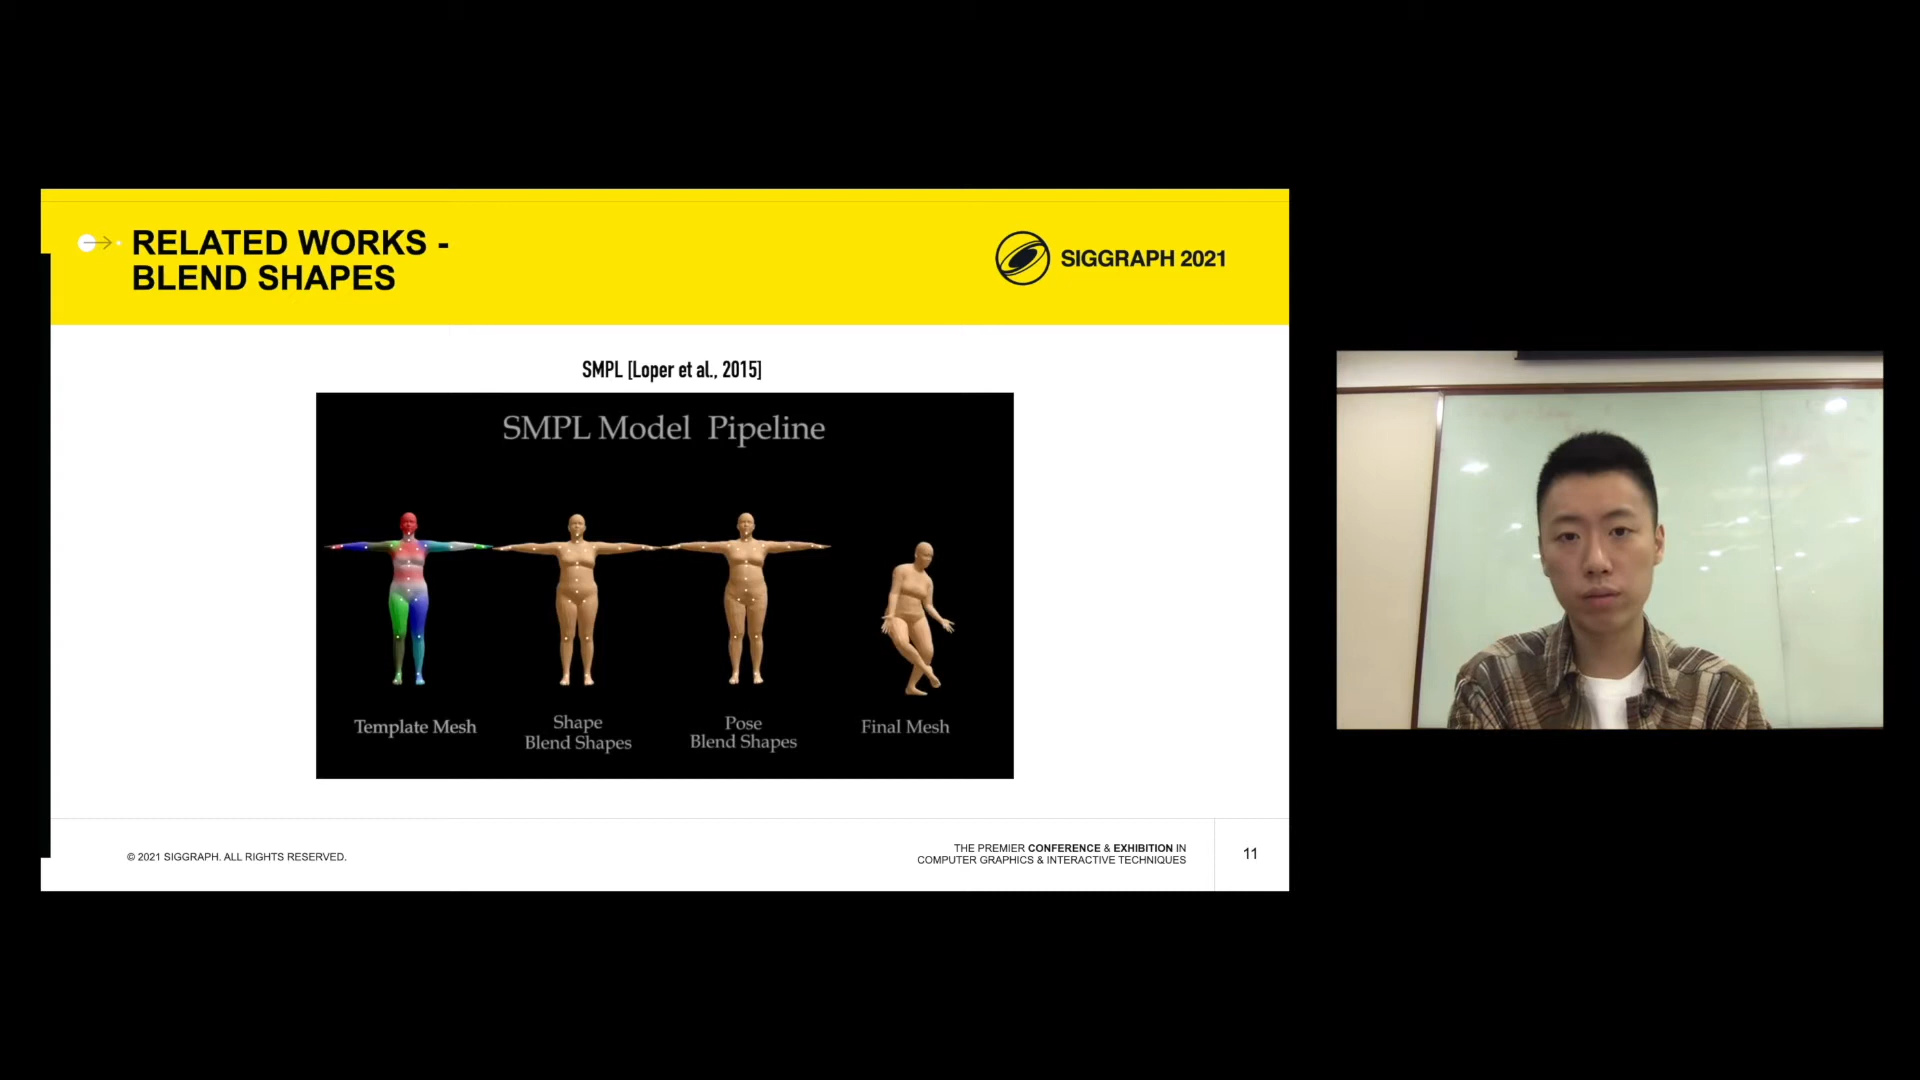 RELATED WORKS -
BLEND SHAPES
SIGGRAPH 2021
SMPL [Loper et al., 2015]
SMPL Model Pipeline
Template Mesh
Shape
Blend Shapes
Pose
Blend Shapes
Final Mesh
© 2021 SIGGRAPH. ALL RIGHTS RESERVED.
THE PREMIER CONFERENCE & EXHIBITION IN
COMPUTER GRAPHICS & INTERACTIVE TECHNIQUES
11